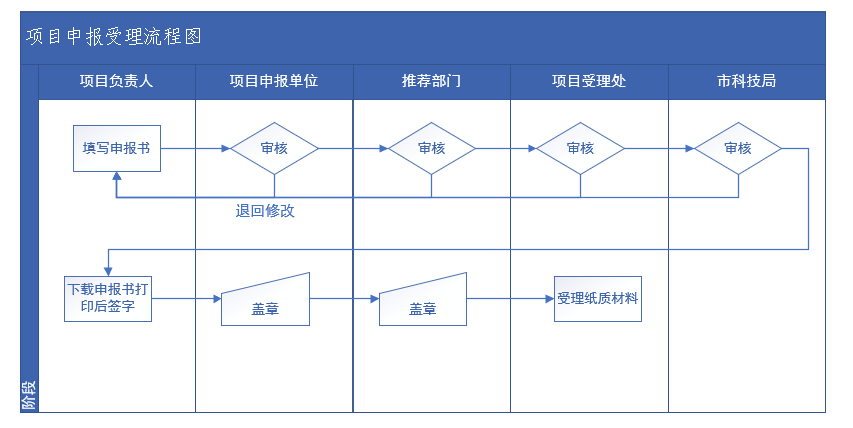 项目申报受理流程图
项目负责人
项目申报单位
推荐部门
项目受理处
市科技局
填写申报书
审核
审核
审核
审核
退回修改
下载申报书打
印后签字
盖章
盖章
受理纸质材料
阶段